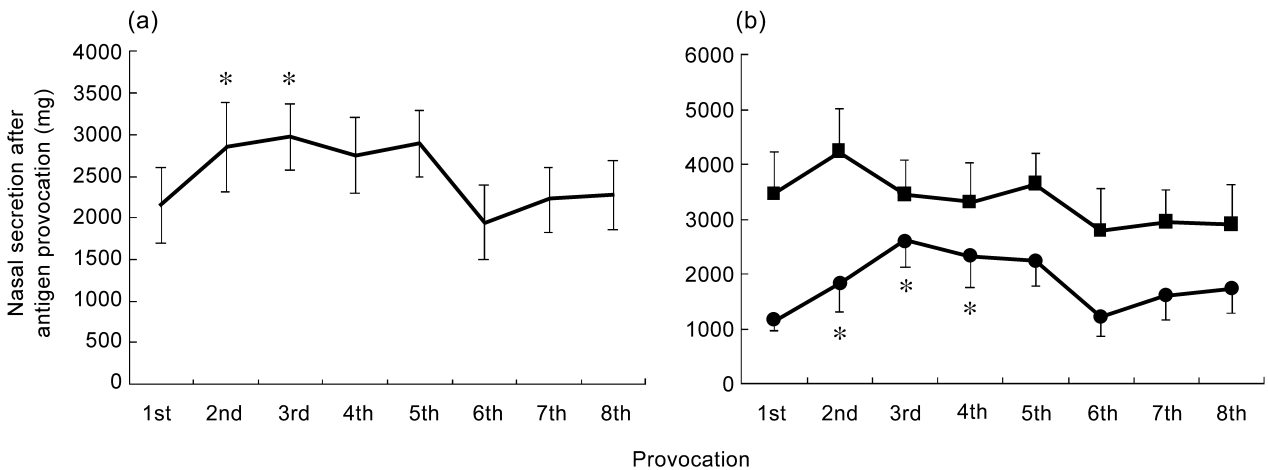 (a)
Nasal secretion after
antigen provocation (mg)
4000
3500
3000
2500
2000
1500
1000
500
0
* *
1st 2nd 3rd 4th 5th 6th 7th 8th
(b)
6000
5000
4000
3000
2000
1000
0
* * *
1st 2nd 3rd 4th 5th 6th 7th 8th
Provocation